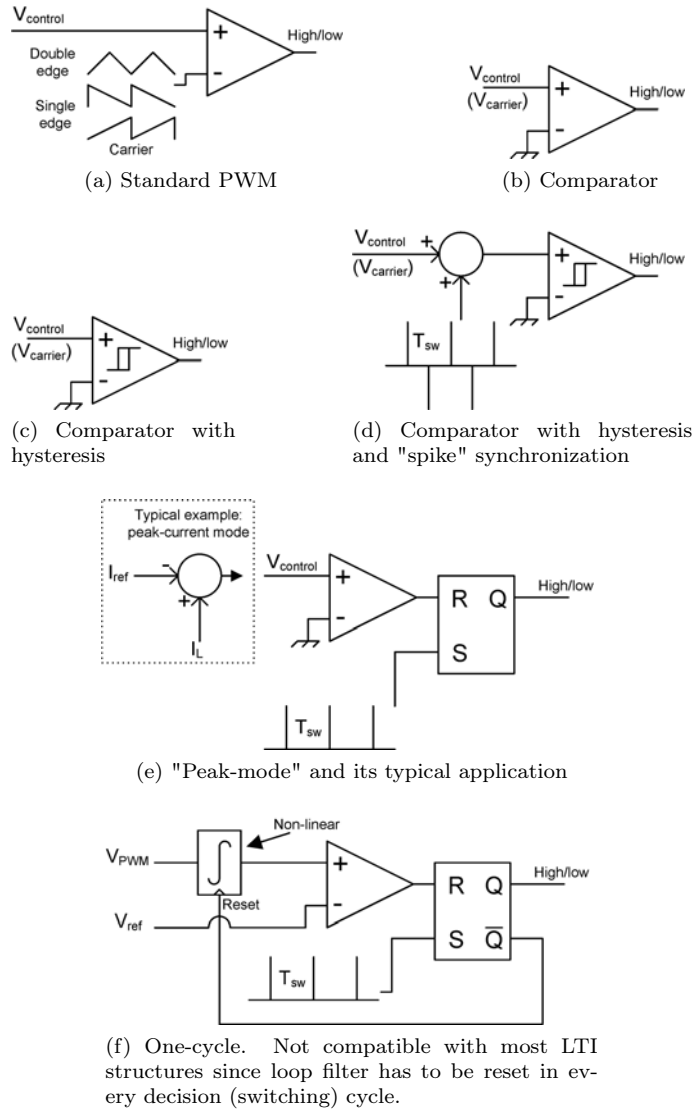 V_control
+
High/low
Double
edge
-
Single
edge
Carrier
(a) Standard PWM
V_control
(V_carrier)
+
-
High/low
(b) Comparator
V_control
(V_carrier)
+
-
High/low
(c) Comparator with
hysteresis
V_control
(V_carrier)
+
+
T_sw
+
-
High/low
(d) Comparator with hysteresis
and "spike" synchronization
Typical example:
peak-current mode
I_ref
-
+
I_L
V_control
+
-
R Q
S
High/low
T_sw
(e) "Peak-mode" and its typical application
Non-linear
V_PWM
∫
Reset
V_ref
+
-
R Q
S Q̅
High/low
T_sw
(f) One-cycle. Not compatible with most LTI
structures since loop filter has to be reset in ev-
ery decision (switching) cycle.